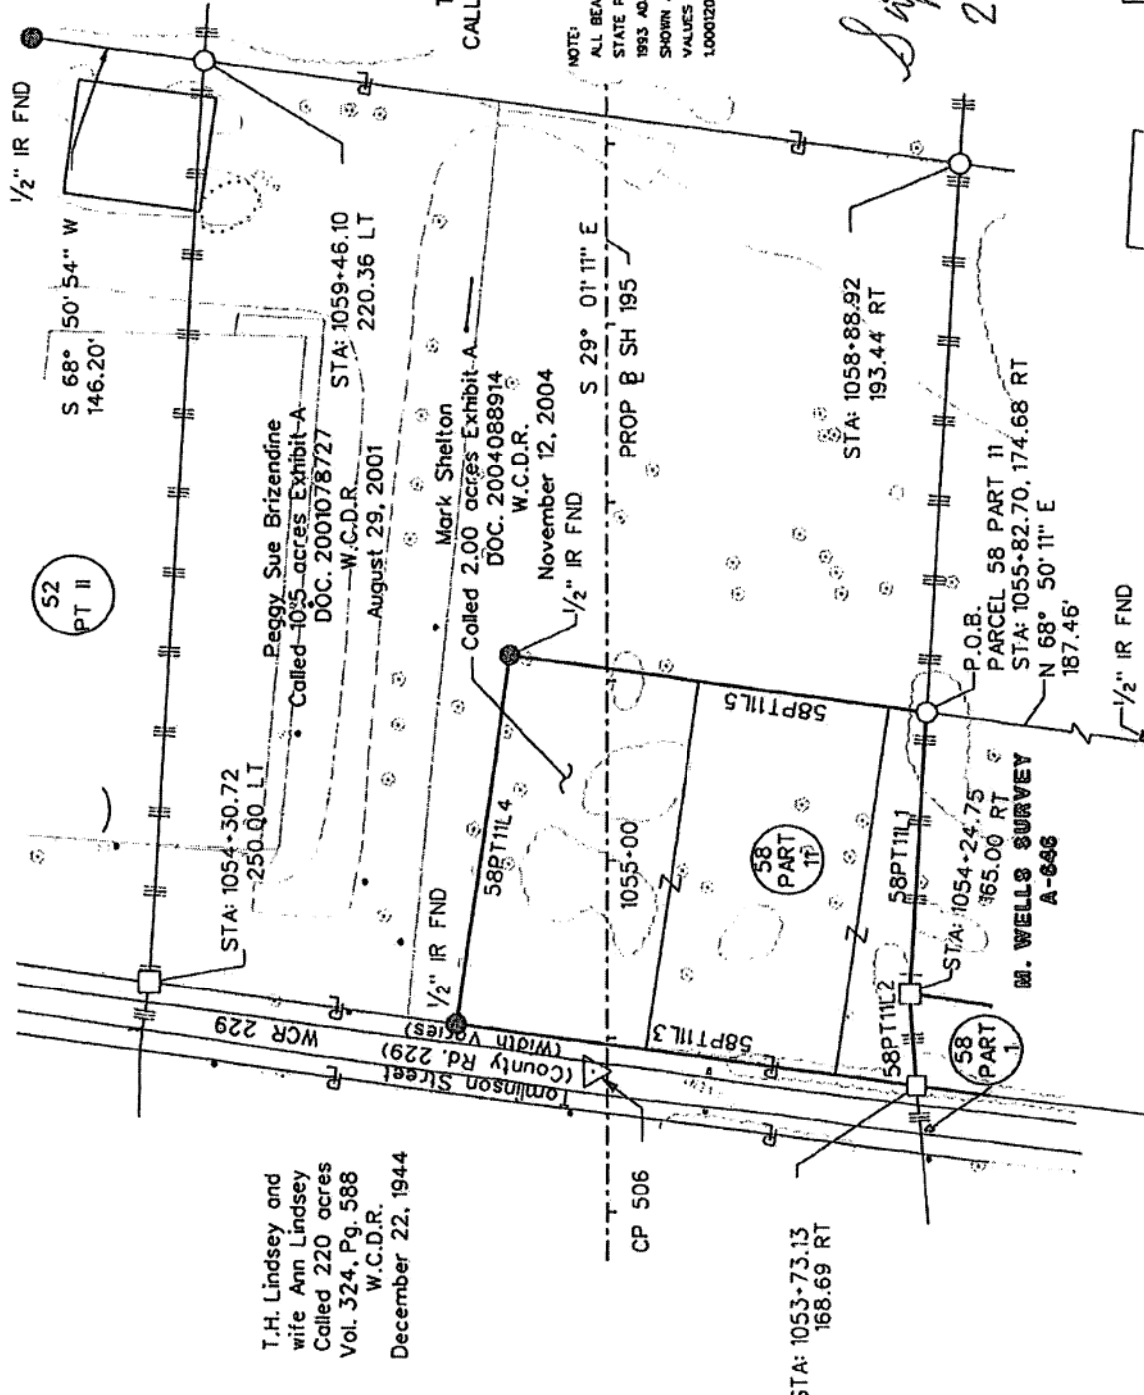 1/2" IR FND
S 68° 50' 54" W
146.20'
52
PT II
Peggy Sue Brizendine
Called 10.5 acres Exhibit A
DOC. 2001078727
W.C.D.R.
August 29, 2001
STA: 1059+46.10
220.36 LT
STA: 1054+30.72
250.00 LT
Mark Shelton
Called 2.00 acres Exhibit A
DOC. 2004088914
W.C.D.R.
November 12, 2004
1/2" IR FND
1/2" IR FND
58PT11L4
CALL
NOTE:
ALL BEA
STATE P
1993 AD
SHOWN
VALUES
1.000120
2
S 29° 01' 11" E
PROP B SH 195
1055+00
WCR 229
(Width Varies)
(County Rd. 229)
omlinson Street
CP 506
T.H. Lindsey and
wife Ann Lindsey
Called 220 acres
Vol. 324, Pg. 588
W.C.D.R.
December 22, 1944
58PT11L3
58PT11L5
58
PART
11
58PT11L1
58PT11L2
58
PART
1
STA: 1053+73.13
168.69 RT
STA: 1054+24.75
165.00 RT
M. WELLS SURVEY
A-646
STA: 1058+88.92
193.44 RT
P.O.B.
PARCEL 58 PART 11
STA: 1055+82.70, 174.68 RT
N 68° 50' 11" E
187.46'
1/2" IR FND